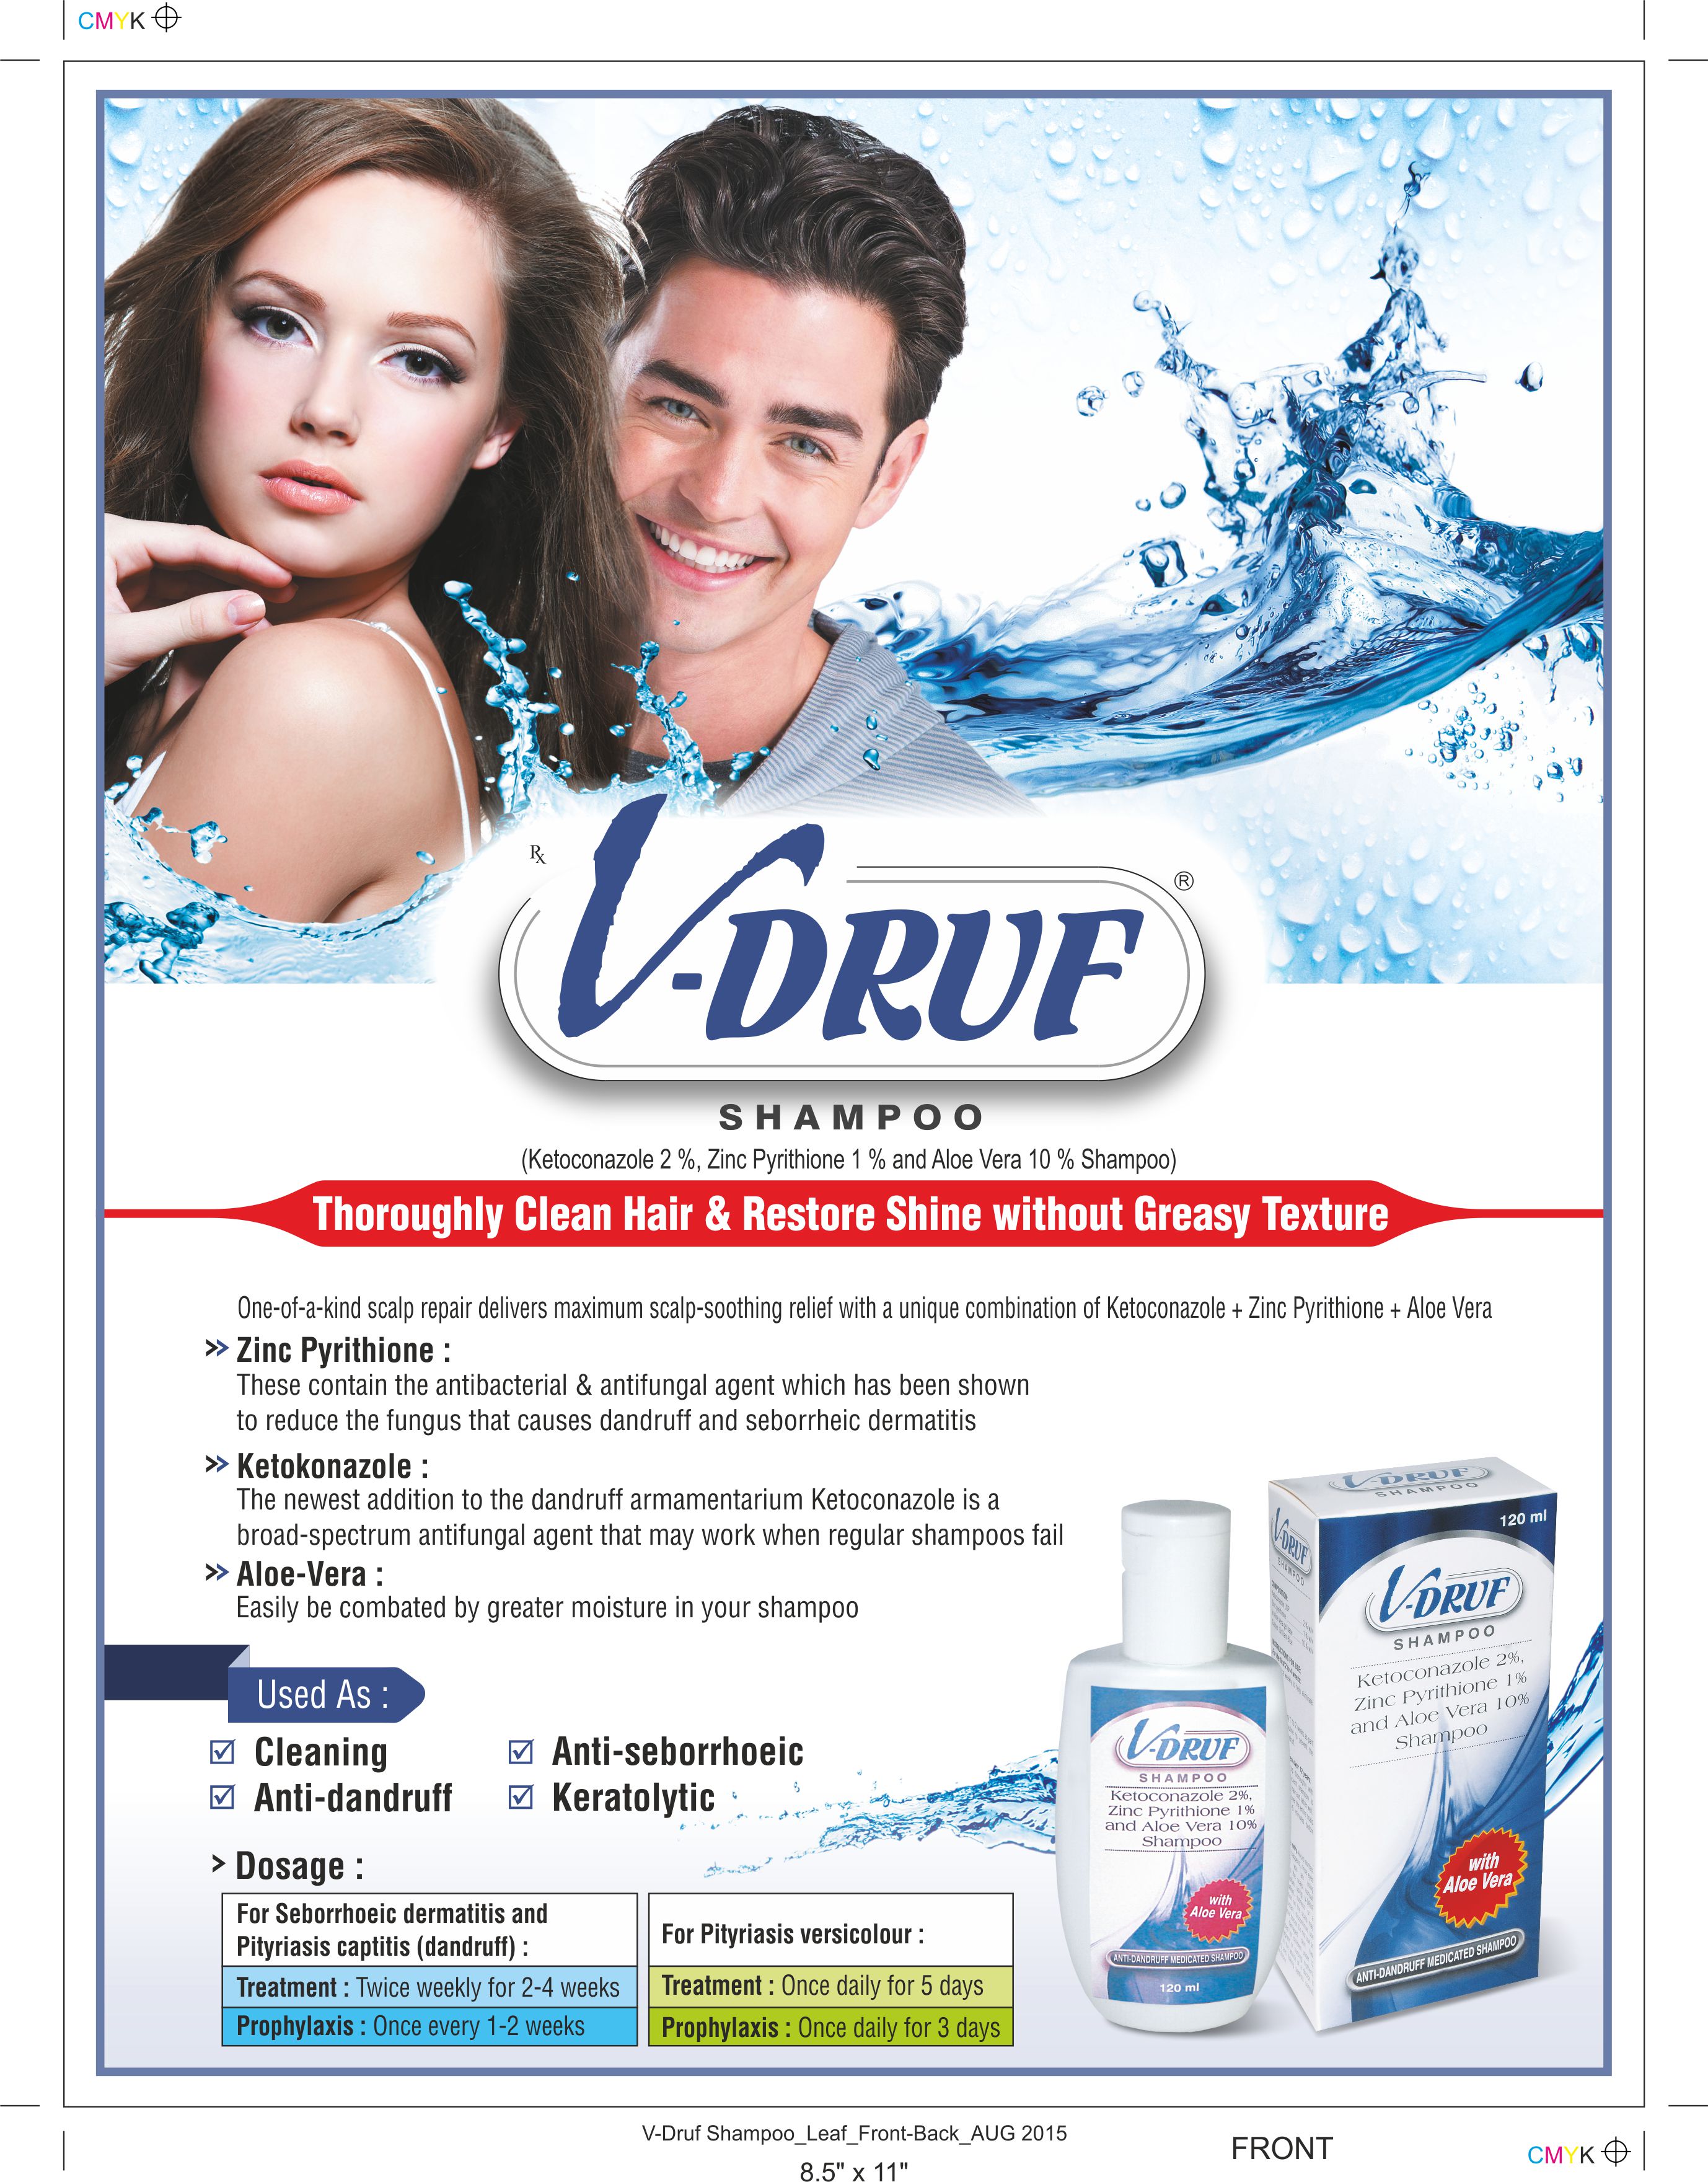 CMYK
Rx
V-DRUF®
SHAMPOO
(Ketoconazole 2 %, Zinc Pyrithione 1 % and Aloe Vera 10 % Shampoo)
Thoroughly Clean Hair & Restore Shine without Greasy Texture
One-of-a-kind scalp repair delivers maximum scalp-soothing relief with a unique combination of Ketoconazole + Zinc Pyrithione + Aloe Vera
Zinc Pyrithione :
These contain the antibacterial & antifungal agent which has been shown
to reduce the fungus that causes dandruff and seborrheic dermatitis
Ketokonazole :
The newest addition to the dandruff armamentarium Ketoconazole is a
broad-spectrum antifungal agent that may work when regular shampoos fail
Aloe-Vera :
Easily be combated by greater moisture in your shampoo
Used As :
Cleaning
Anti-dandruff
Anti-seborrhoeic
Keratolytic
> Dosage :
For Seborrhoeic dermatitis and
Pityriasis captitis (dandruff) :
Treatment : Twice weekly for 2-4 weeks
Prophylaxis : Once every 1-2 weeks
For Pityriasis versicolour :
Treatment : Once daily for 5 days
Prophylaxis : Once daily for 3 days
V-DRUF
SHAMPOO
Ketoconazole 2%,
Zinc Pyrithione 1%
and Aloe Vera 10%
Shampoo
with
Aloe Vera
ANTI-DANDRUFF MEDICATED SHAMPOO
120 ml
V-DRUF
SHAMPOO
V-DRUF
SHAMPOO
120 ml
V-DRUF
SHAMPOO
Ketoconazole 2%,
Zinc Pyrithione 1%
and Aloe Vera 10%
Shampoo
with
Aloe Vera
ANTI-DANDRUFF MEDICATED SHAMPOO
V-Druf Shampoo_Leaf_Front-Back_AUG 2015
8.5" x 11"
FRONT
CMYK